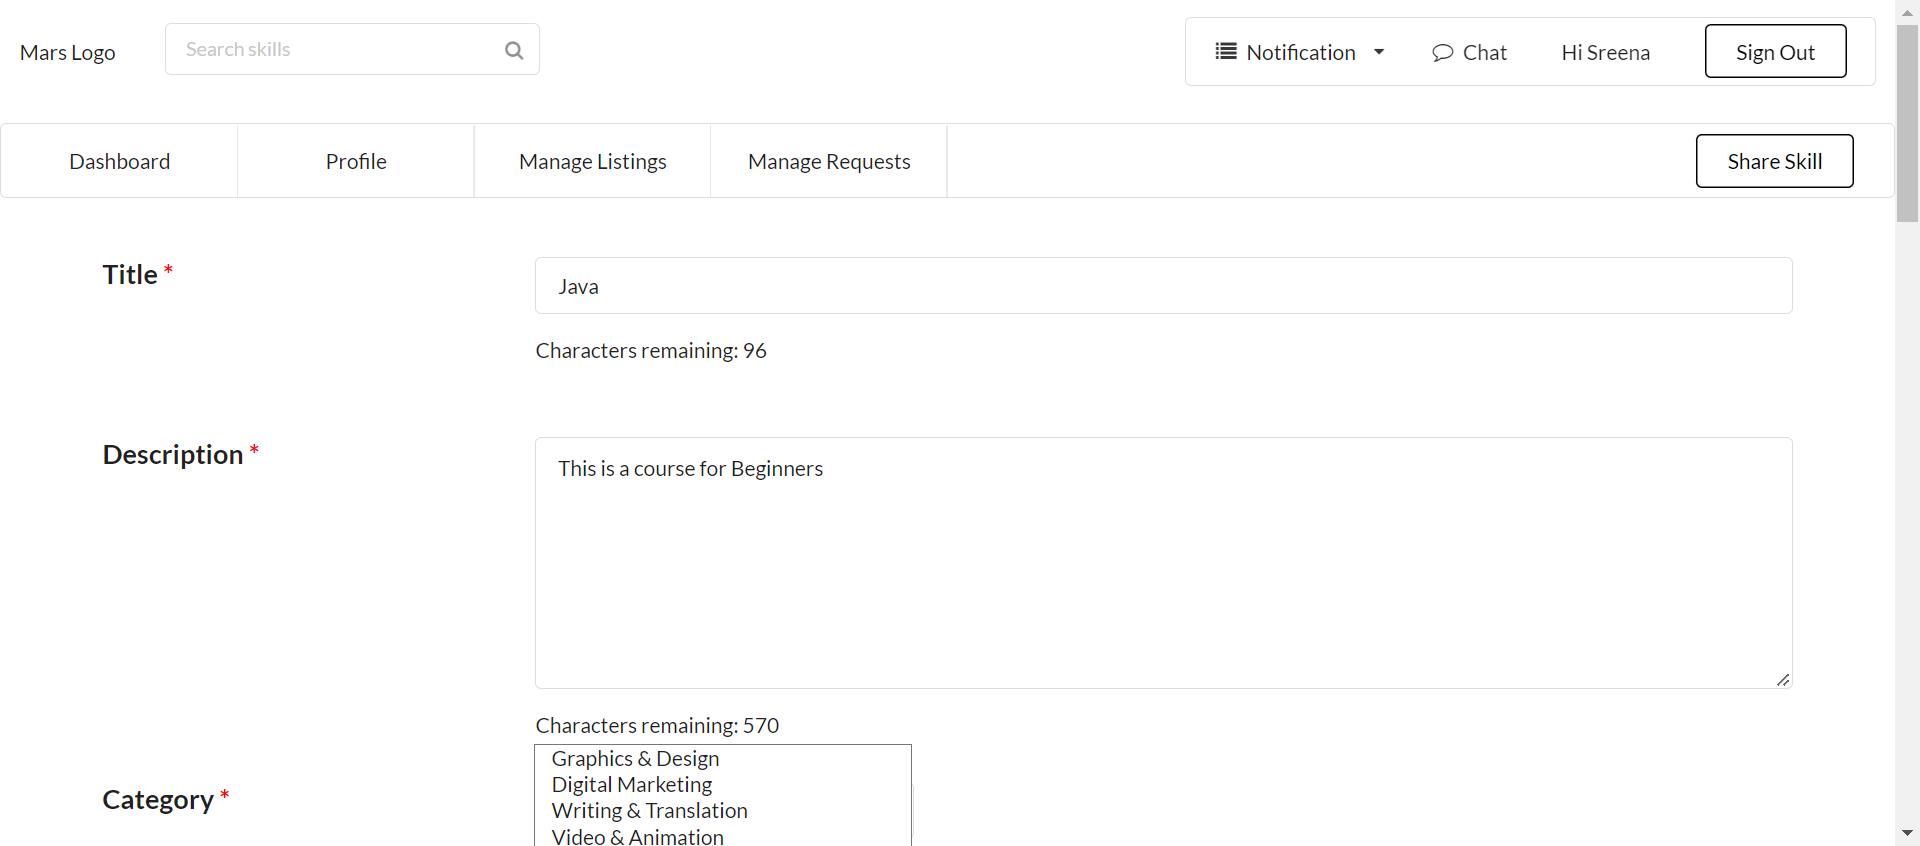 Mars Logo
Search skills
Notification
Chat
Hi Sreena
Sign Out
Dashboard
Profile
Manage Listings
Manage Requests
Share Skill
Title *
Java
Characters remaining: 96
Description *
This is a course for Beginners
Characters remaining: 570
Category *
Graphics & Design
Digital Marketing
Writing & Translation
Video & Animation